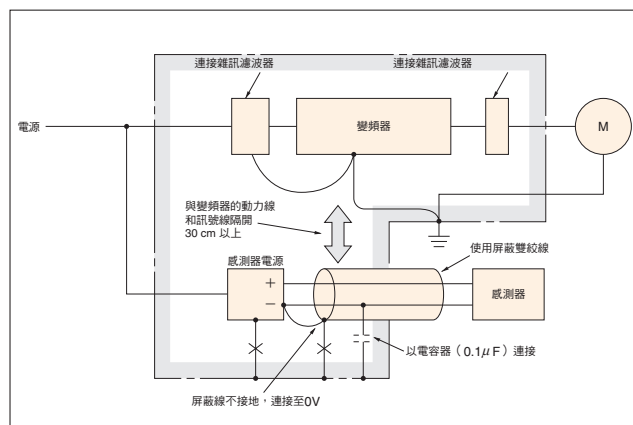 連接雜訊濾波器
連接雜訊濾波器
電源
變頻器
M
與變頻器的動力線
和訊號線隔開
30 cm 以上
使用屏蔽雙絞線
感測器電源
+
−
感測器
以電容器（0.1μF）連接
屏蔽線不接地，連接至0V